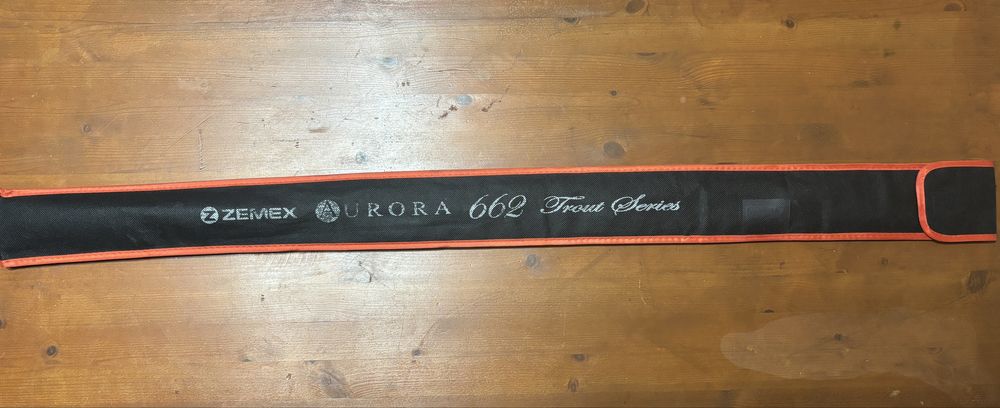 ZEMEX AURORA 662 Trout Series